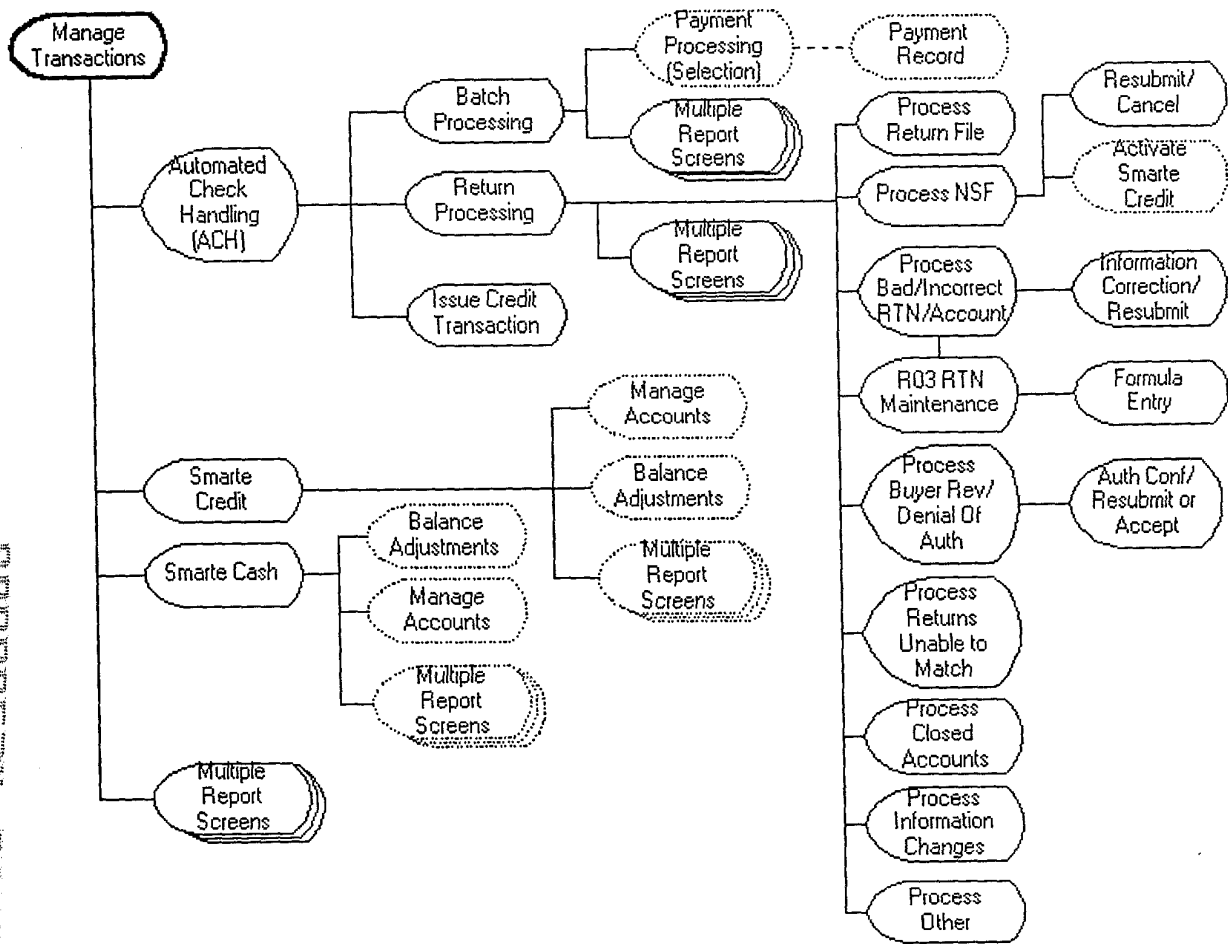 Manage
Transactions
Automated
Check
Handling
(ACH)
Batch
Processing
Payment
Processing
(Selection)
Payment
Record
Multiple
Report
Screens
Return
Processing
Multiple
Report
Screens
Issue Credit
Transaction
Process
Return File
Process NSF
Resubmit/
Cancel
Activate
Smarte
Credit
Process
Bad/Incorrect
RTN/Account
Information
Correction/
Resubmit
R03 RTN
Maintenance
Formula
Entry
Process
Buyer Rev/
Denial Of
Auth
Auth Conf/
Resubmit or
Accept
Process
Returns
Unable to
Match
Process
Closed
Accounts
Process
Information
Changes
Process
Other
Smarte
Credit
Manage
Accounts
Balance
Adjustments
Multiple
Report
Screens
Smarte Cash
Balance
Adjustments
Manage
Accounts
Multiple
Report
Screens
Multiple
Report
Screens